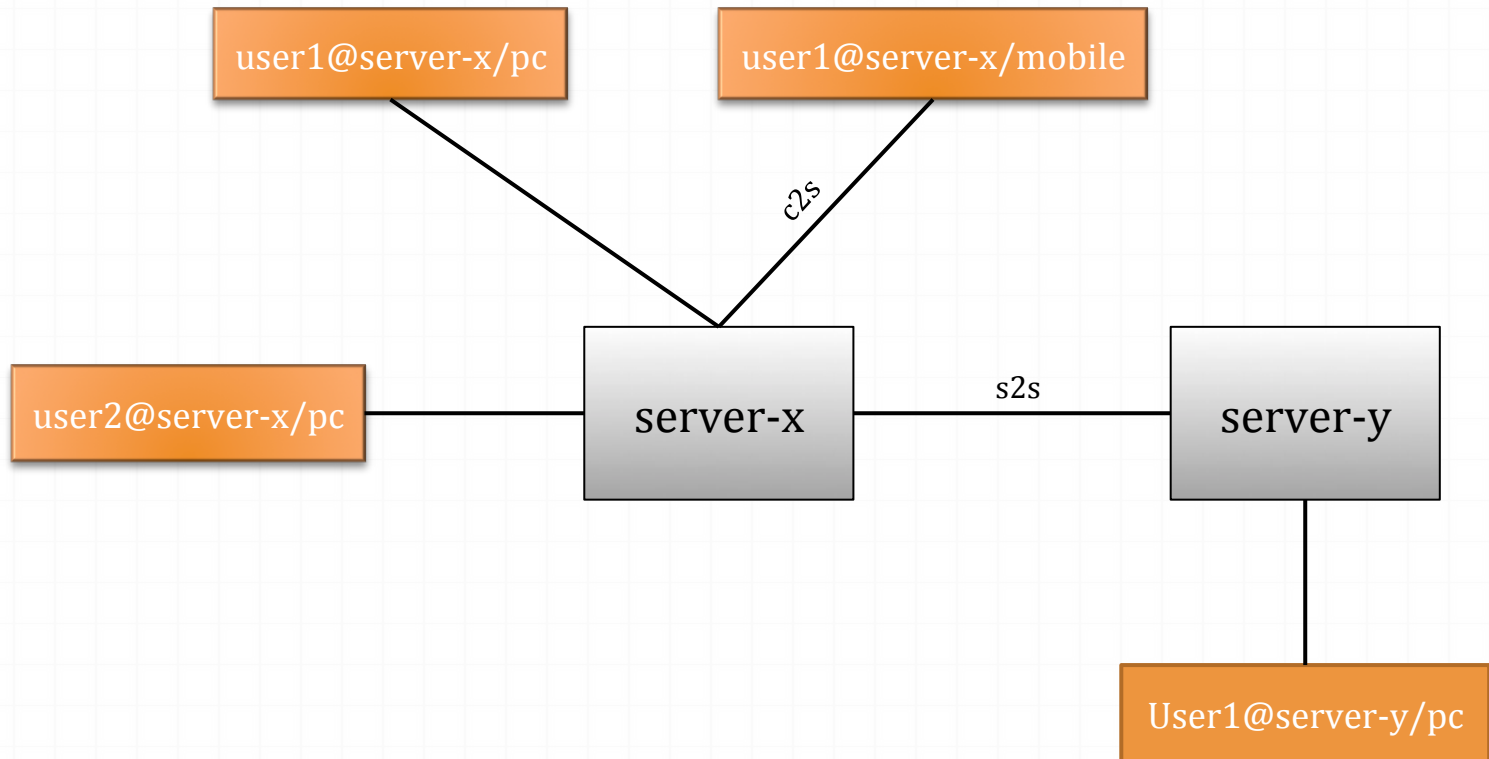 user1@server-x/pc
user1@server-x/mobile
c2s
user2@server-x/pc
server-x
s2s
server-y
User1@server-y/pc